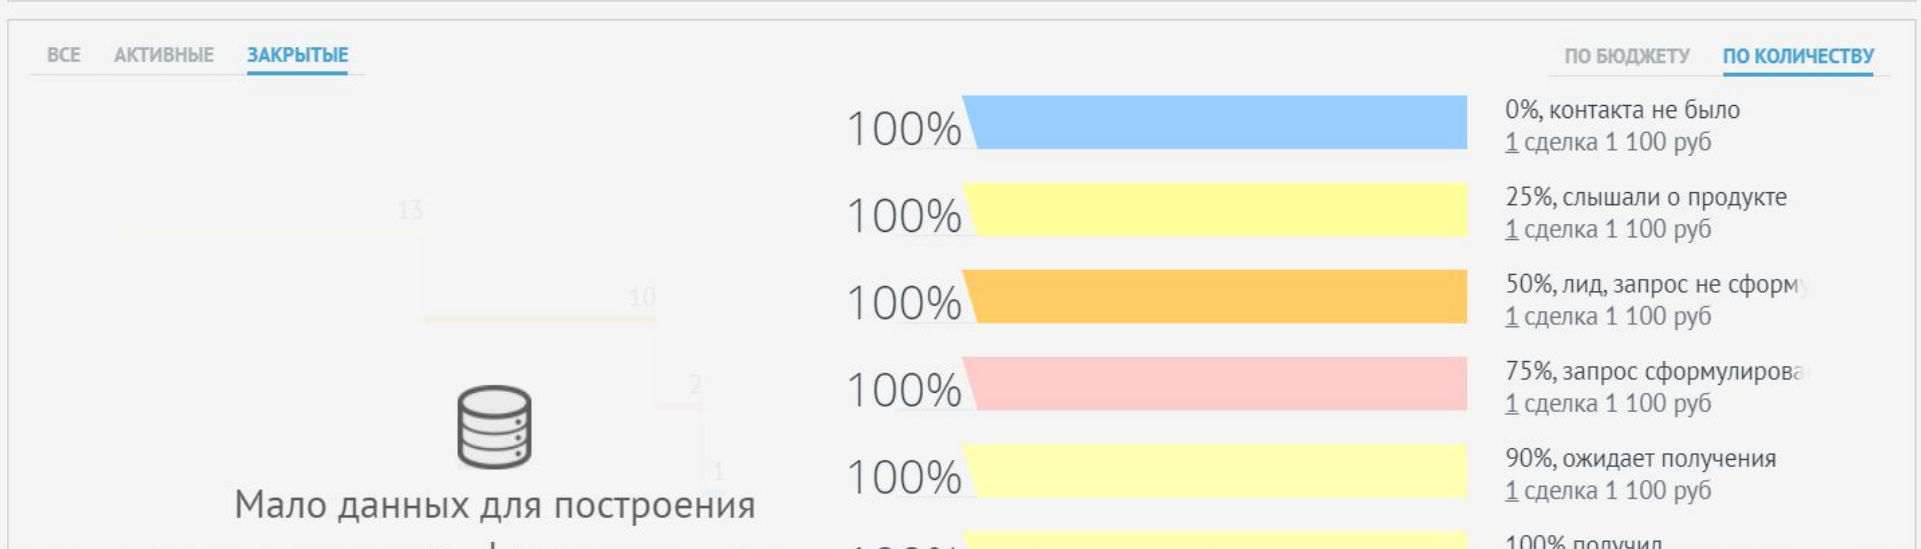 ВСЕ АКТИВНЫЕ ЗАКРЫТЫЕ
ПО БЮДЖЕТУ ПО КОЛИЧЕСТВУ
13
10
2
1
Мало данных для построения
100%
0%, контакта не было
1 сделка 1 100 руб
100%
25%, слышали о продукте
1 сделка 1 100 руб
100%
50%, лид, запрос не сформу
1 сделка 1 100 руб
100%
75%, запрос сформулирова
1 сделка 1 100 руб
100%
90%, ожидает получения
1 сделка 1 100 руб
100% получил